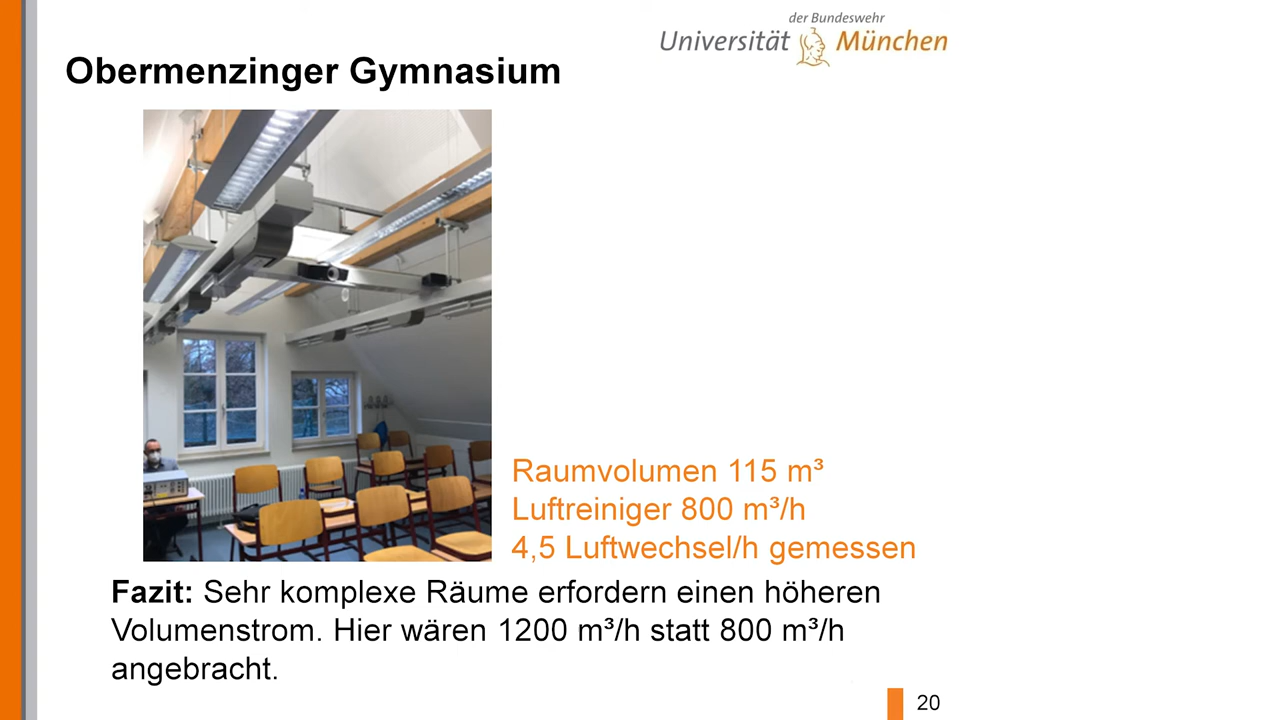 der Bundeswehr
Universität München
Obermenzinger Gymnasium
Raumvolumen 115 m³
Luftreiniger 800 m³/h
4,5 Luftwechsel/h gemessen
Fazit: Sehr komplexe Räume erfordern einen höheren
Volumenstrom. Hier wären 1200 m³/h statt 800 m³/h
angebracht.
20